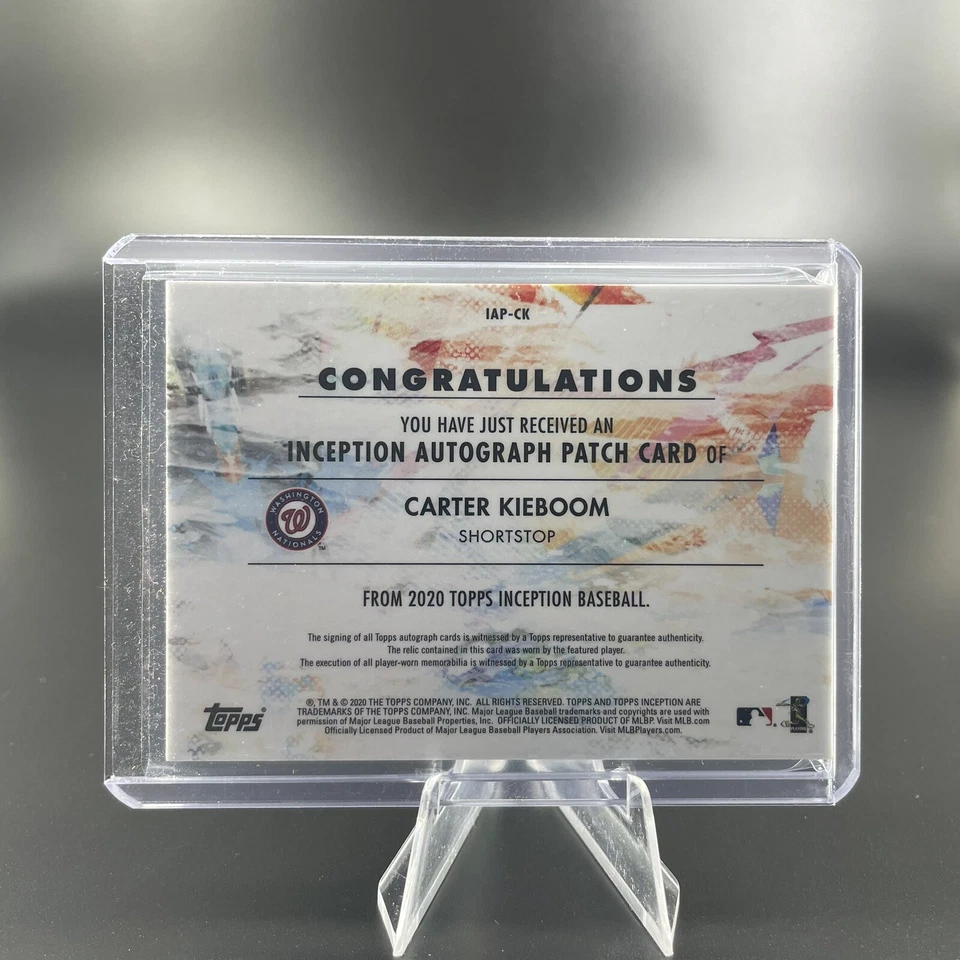 IAP-CK
CONGRATULATIONS
YOU HAVE JUST RECEIVED AN
INCEPTION AUTOGRAPH PATCH CARD OF
WASHINGTON
W
NATIONALS
TM
CARTER KIEBOOM
SHORTSTOP
FROM 2020 TOPPS INCEPTION BASEBALL.
The signing of all Topps autograph cards is witnessed by a Topps representative to guarantee authenticity.
The relic contained in this card was worn by the featured player.
The execution of all player-worn memorabilia is witnessed by a Topps representative to guarantee authenticity.
Topps
®, TM & © 2020 THE TOPPS COMPANY, INC. ALL RIGHTS RESERVED. TOPPS AND TOPPS INCEPTION ARE
TRADEMARKS OF THE TOPPS COMPANY, INC. Major League Baseball trademarks and copyrights are used with
permission of Major League Baseball Properties, Inc. OFFICIALLY LICENSED PRODUCT OF MLBP. Visit MLB.com
Officially Licensed Product of Major League Baseball Players Association. Visit MLBPlayers.com.